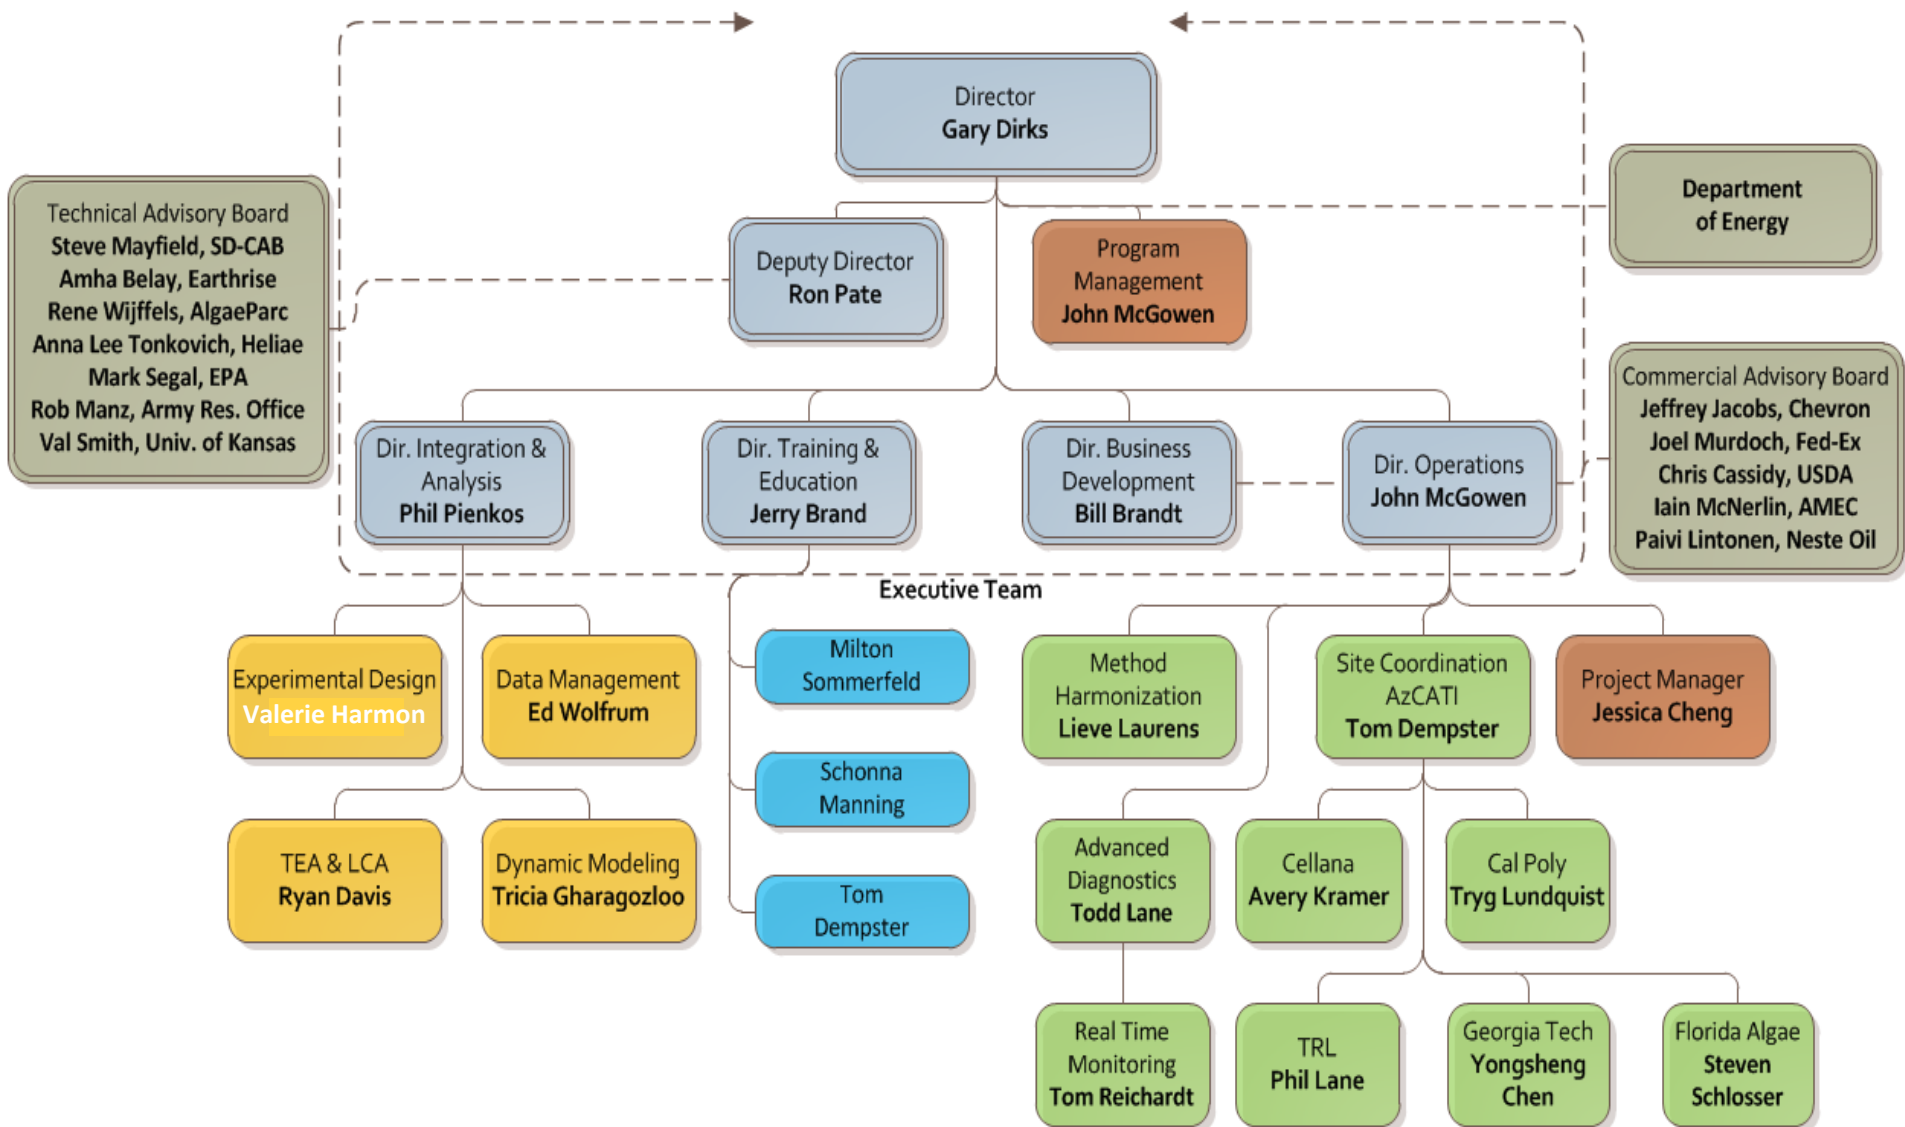 Director
Gary Dirks
Technical Advisory Board
Steve Mayfield, SD-CAB
Amha Belay, Earthrise
Rene Wijffels, AlgaeParc
Anna Lee Tonkovich, Heliae
Mark Segal, EPA
Rob Manz, Army Res. Office
Val Smith, Univ. of Kansas
Deputy Director
Ron Pate
Program
Management
John McGowen
Department
of Energy
Commercial Advisory Board
Jeffrey Jacobs, Chevron
Joel Murdoch, Fed-Ex
Chris Cassidy, USDA
Iain McNerlin, AMEC
Paivi Lintonen, Neste Oil
Dir. Integration &
Analysis
Phil Pienkos
Dir. Training &
Education
Jerry Brand
Dir. Business
Development
Bill Brandt
Dir. Operations
John McGowen
Executive Team
Experimental Design
Valerie Harmon
Data Management
Ed Wolfrum
Milton
Sommerfeld
Method
Harmonization
Lieve Laurens
Site Coordination
AzCATI
Tom Dempster
Project Manager
Jessica Cheng
Schonna
Manning
TEA & LCA
Ryan Davis
Dynamic Modeling
Tricia Gharagozloo
Tom
Dempster
Advanced
Diagnostics
Todd Lane
Cellana
Avery Kramer
Cal Poly
Tryg Lundquist
Real Time
Monitoring
Tom Reichardt
TRL
Phil Lane
Georgia Tech
Yongsheng
Chen
Florida Algae
Steven
Schlosser